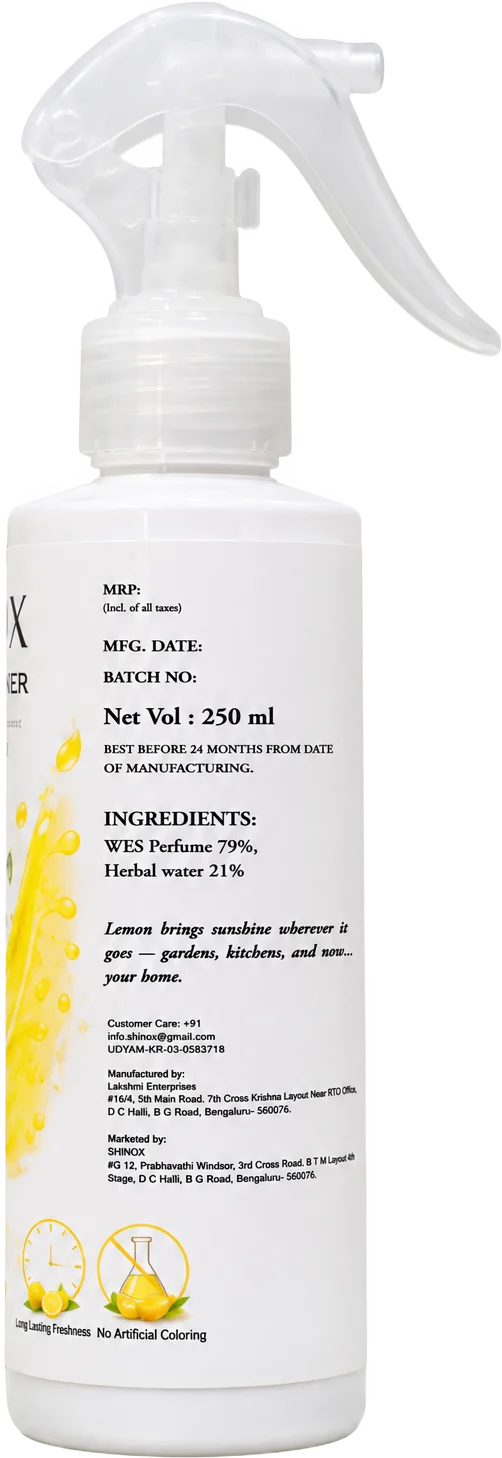 X
NER
MRP:
(Incl. of all taxes)
MFG. DATE:
BATCH NO:
Net Vol : 250 ml
BEST BEFORE 24 MONTHS FROM DATE
OF MANUFACTURING.
INGREDIENTS:
WES Perfume 79%,
Herbal water 21%
Lemon brings sunshine wherever it
goes — gardens, kitchens, and now...
your home.
Customer Care: +91
info.shinox@gmail.com
UDYAM-KR-03-0583718
Manufactured by:
Lakshmi Enterprises
#16/4, 5th Main Road. 7th Cross Krishna Layout Near RTO Office,
D C Halli, B G Road, Bengaluru- 560076.
Marketed by:
SHINOX
#G 12, Prabhavathi Windsor, 3rd Cross Road. B T M Layout 4th
Stage, D C Halli, B G Road, Bengaluru- 560076.
Long Lasting Freshness
No Artificial Coloring